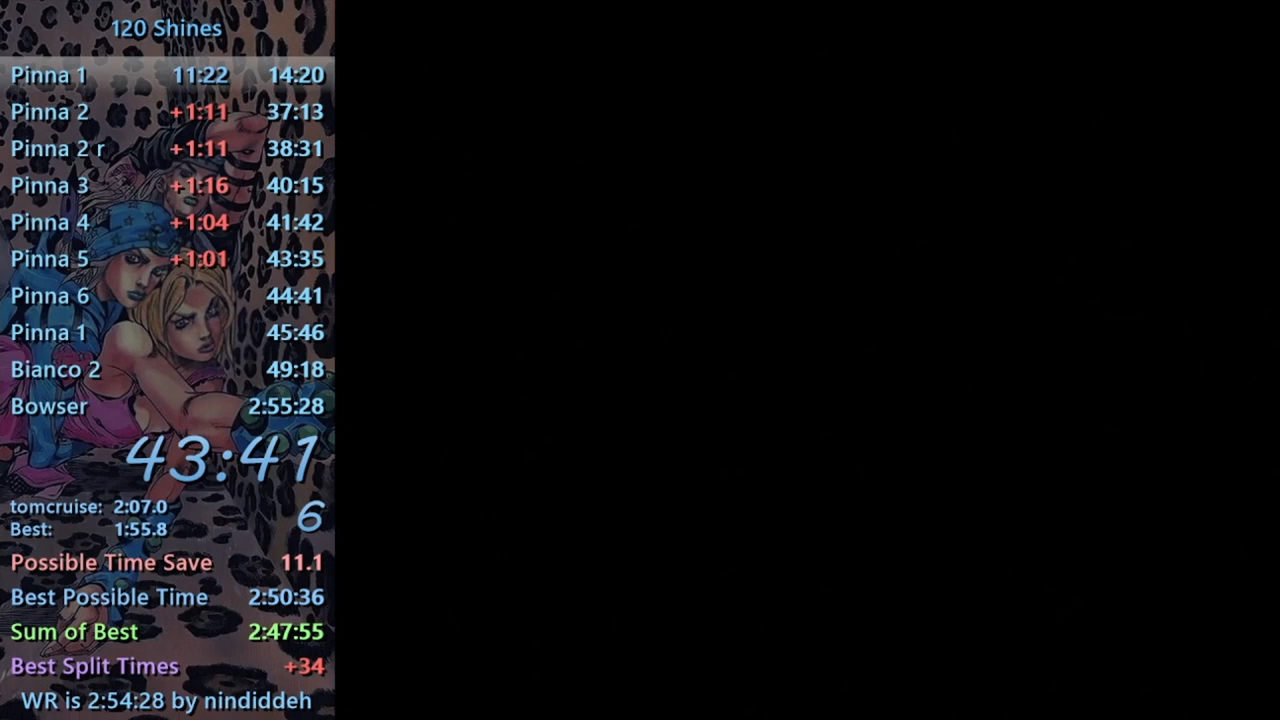 120 Shines
Pinna 1 11:22 14:20
Pinna 2 +1:11 37:13
Pinna 2 r +1:11 38:31
Pinna 3 +1:16 40:15
Pinna 4 +1:04 41:42
Pinna 5 +1:01 43:35
Pinna 6 44:41
Pinna 1 45:46
Bianco 2 49:18
Bowser 2:55:28
43:41
tomcruise: 2:07.0 6
Best: 1:55.8
Possible Time Save 11.1
Best Possible Time 2:50:36
Sum of Best 2:47:55
Best Split Times +34
WR is 2:54:28 by nindiddeh